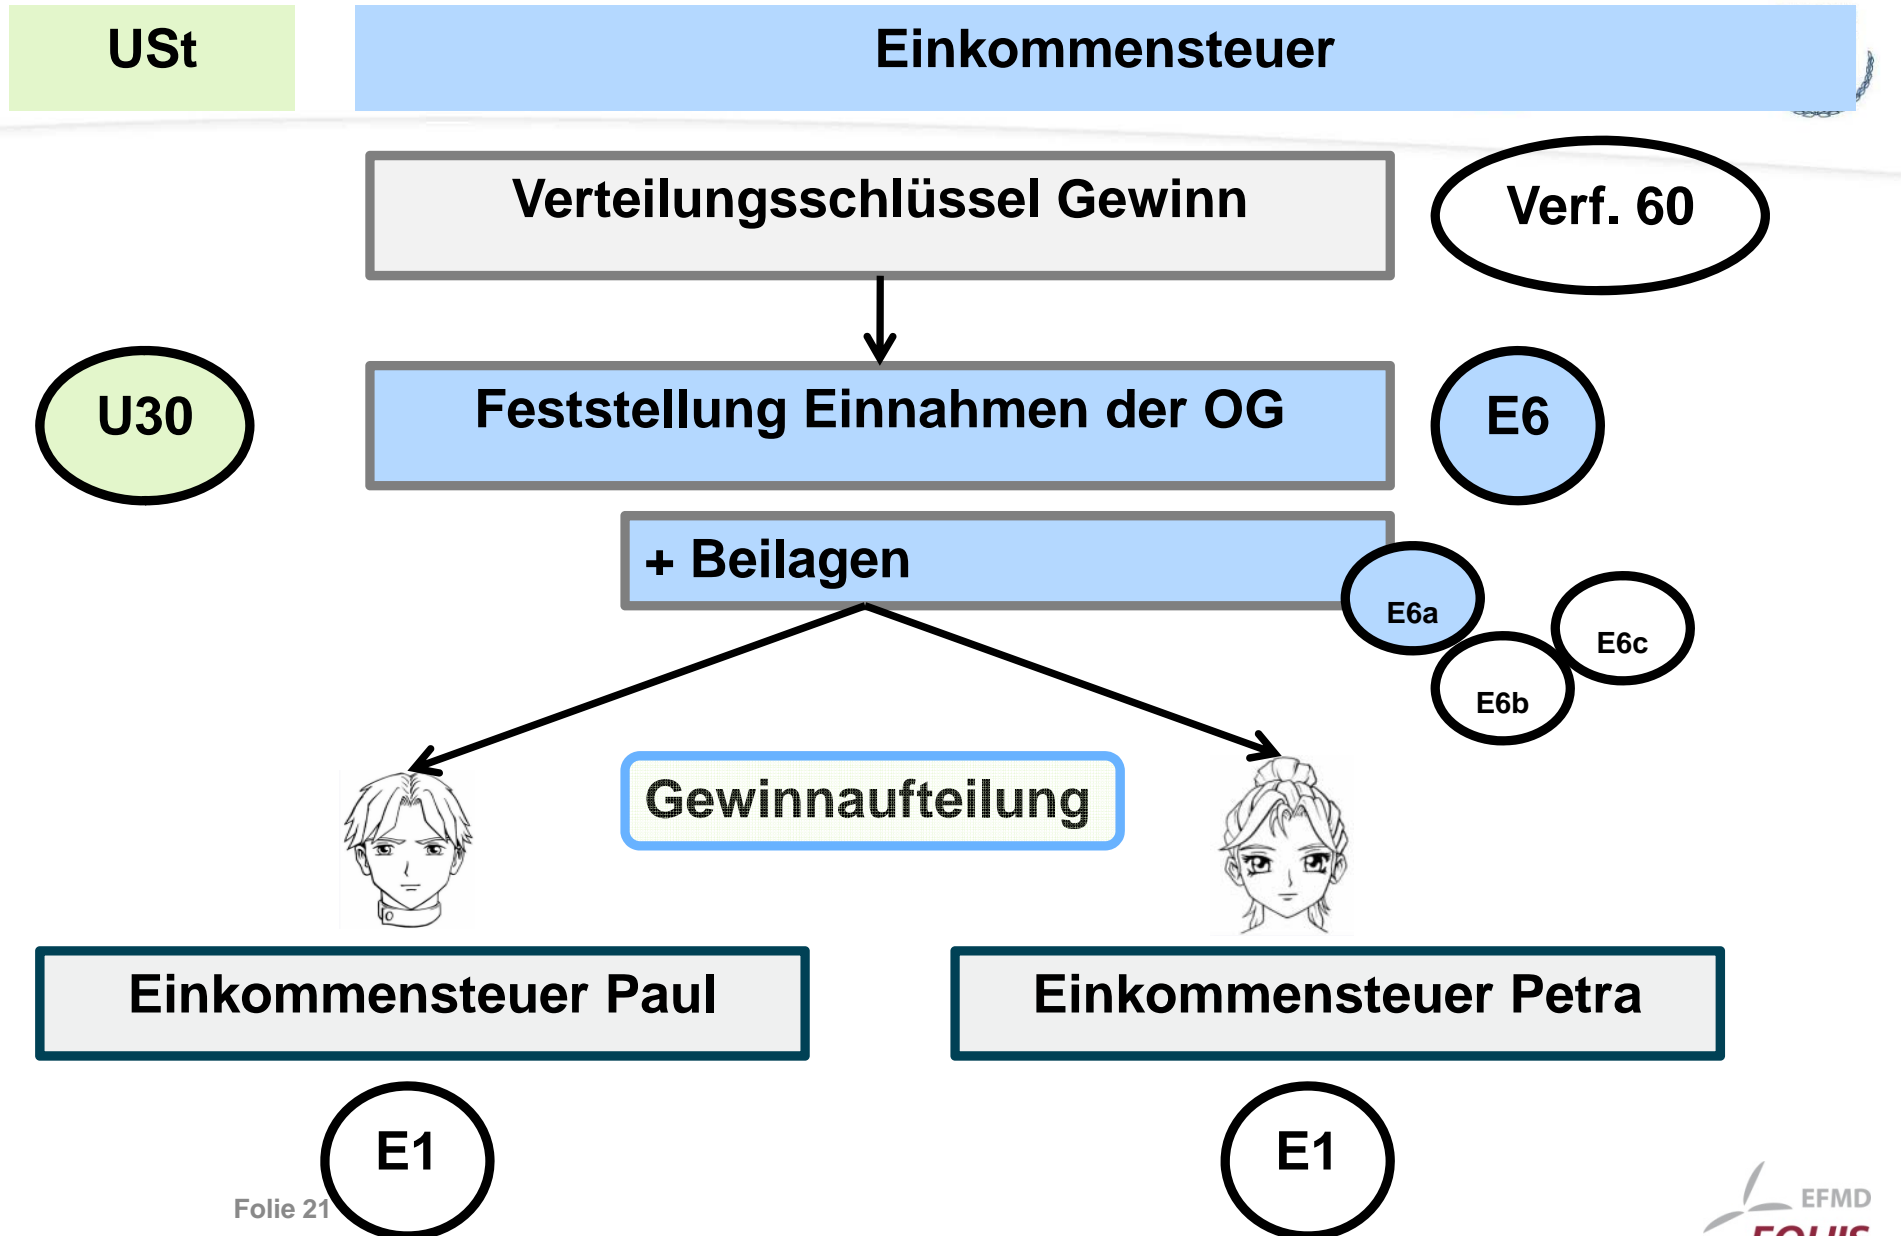 USt
Einkommensteuer
Verteilungsschlüssel Gewinn
Verf. 60
U30
Feststellung Einnahmen der OG
E6
+ Beilagen
E6a
E6c
E6b
Gewinnaufteilung
Einkommensteuer Paul
Einkommensteuer Petra
E1
E1
Folie 21
EFMD
EQUIS